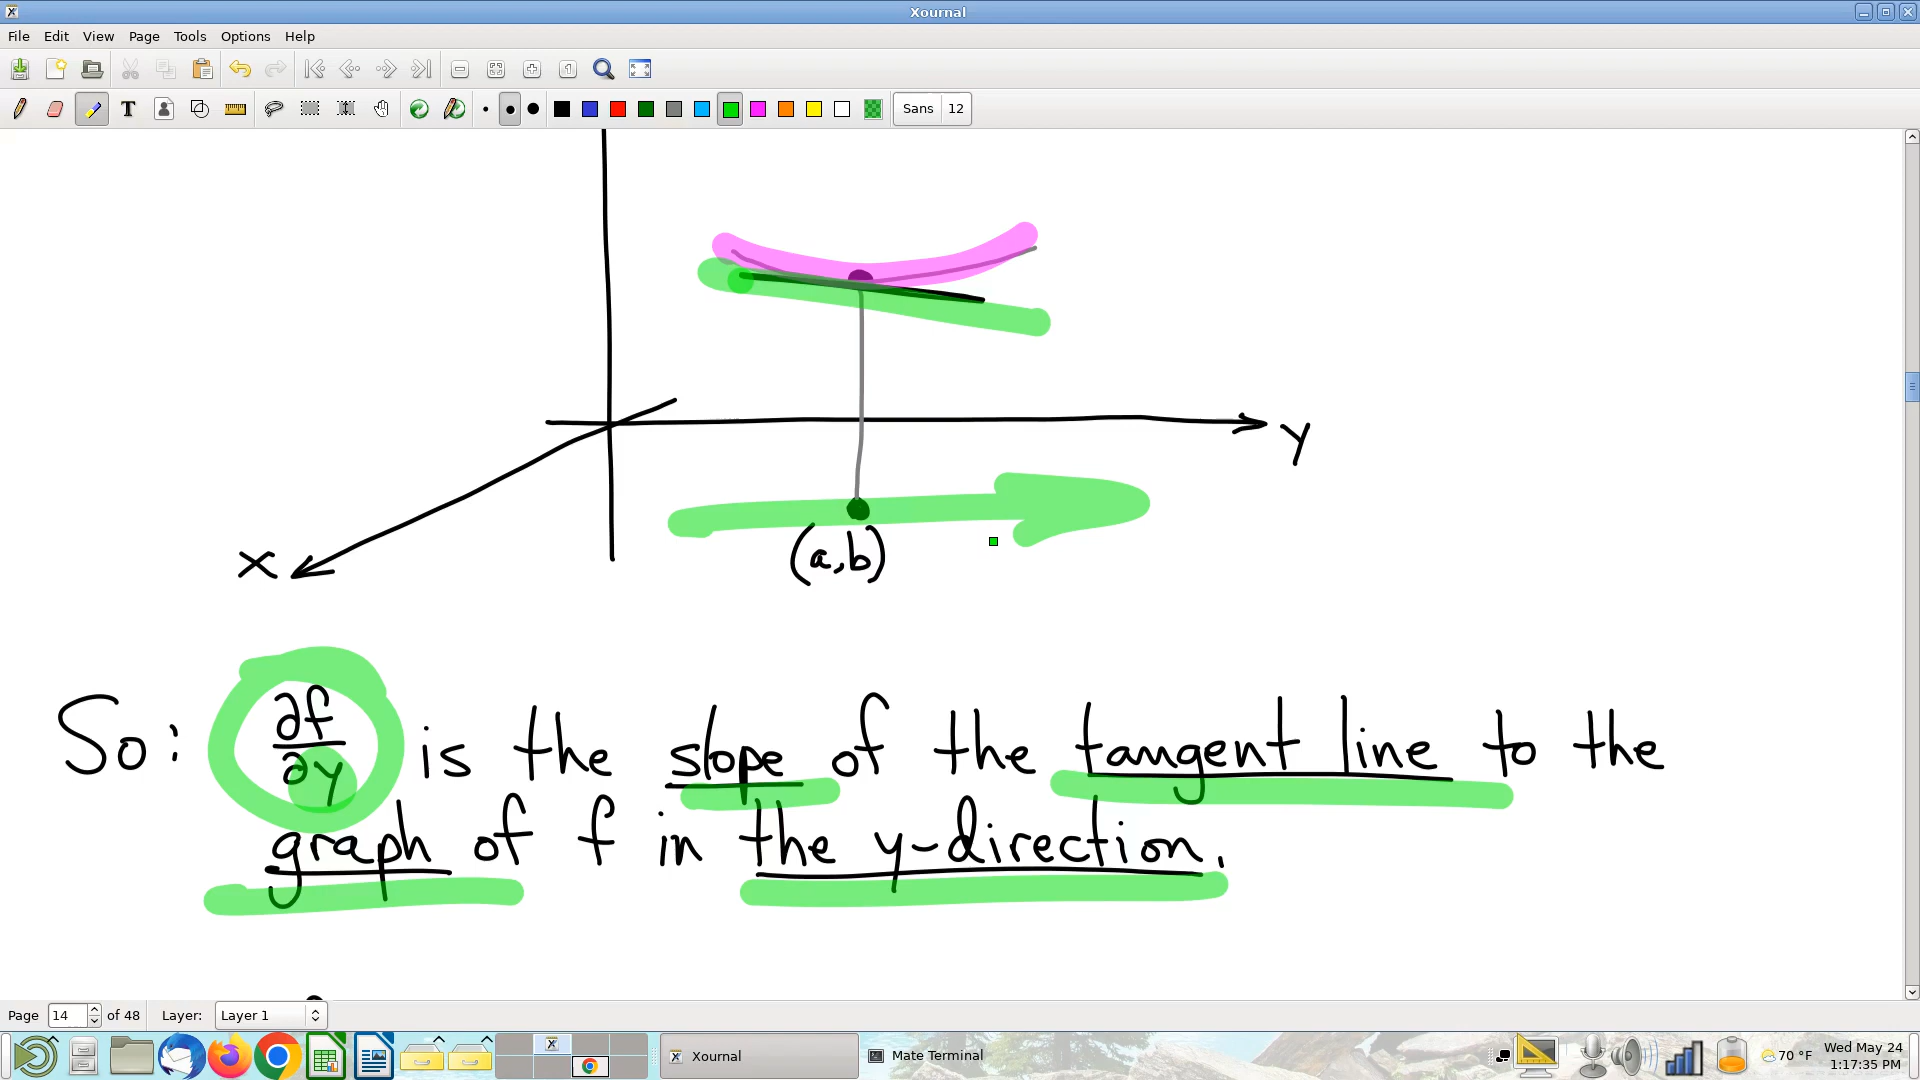 Xournal
File Edit View Page Tools Options Help
Sans 12
y
x
(a,b)
So: ∂f/∂y is the slope of the tangent line to the
graph of f in the y-direction.
Page 14 of 48 Layer: Layer 1
Xournal Mate Terminal 70 °F Wed May 24
1:17:35 PM